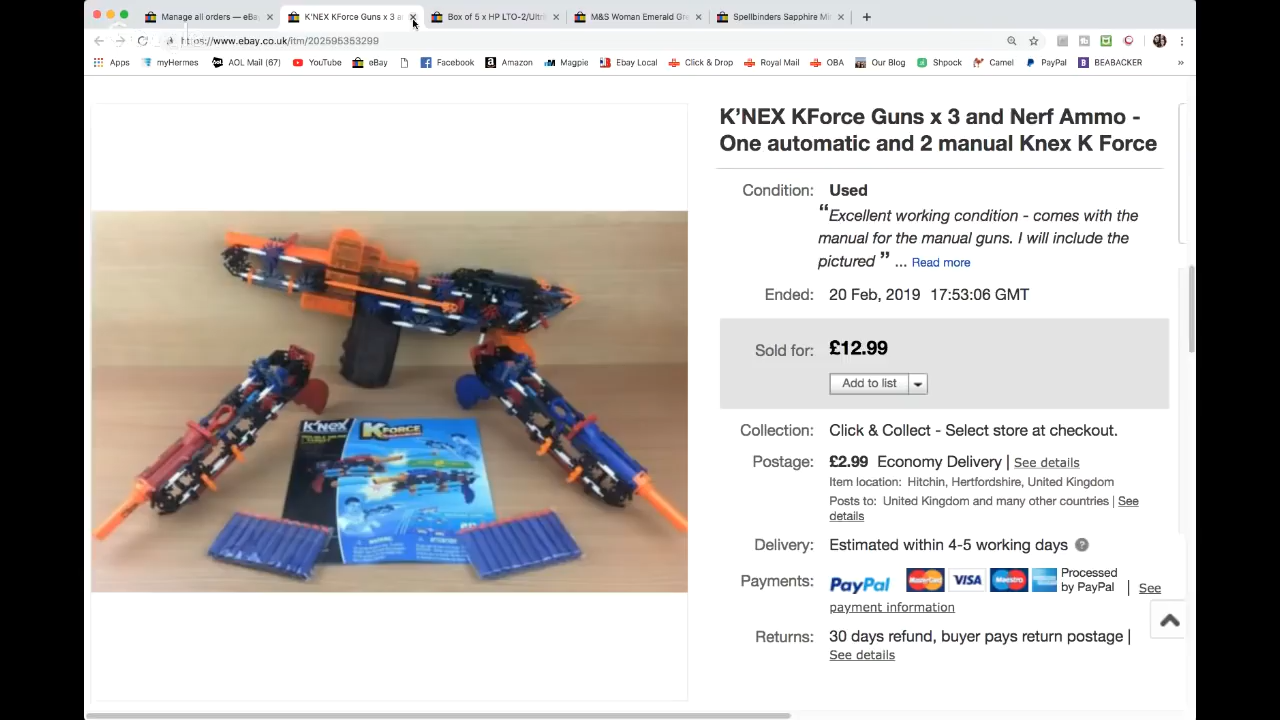 Manage all orders — eBa
K'NEX KForce Guns x 3 a
Box of 5 x HP LTO-2/Ultri
M&S Woman Emerald Gre
Spellbinders Sapphire Mi
https://www.ebay.co.uk/itm/202595353299
Apps
myHermes
AOL Mail (67)
YouTube
eBay
Facebook
Amazon
Magpie
Ebay Local
Click & Drop
Royal Mail
OBA
Our Blog
Shpock
Camel
PayPal
BEABACKER
»
K'NEX KForce Guns x 3 and Nerf Ammo -
One automatic and 2 manual Knex K Force
Condition: Used
“Excellent working condition - comes with the
manual for the manual guns. I will include the
pictured ” ... Read more
Ended: 20 Feb, 2019 17:53:06 GMT
Sold for: £12.99
Add to list
Collection: Click & Collect - Select store at checkout.
Postage: £2.99 Economy Delivery | See details
Item location: Hitchin, Hertfordshire, United Kingdom
Posts to: United Kingdom and many other countries | See
details
Delivery: Estimated within 4-5 working days ?
Payments: PayPal MasterCard VISA Maestro Processed
by PayPal | See
payment information
Returns: 30 days refund, buyer pays return postage |
See details
K'NEX
K FORCE